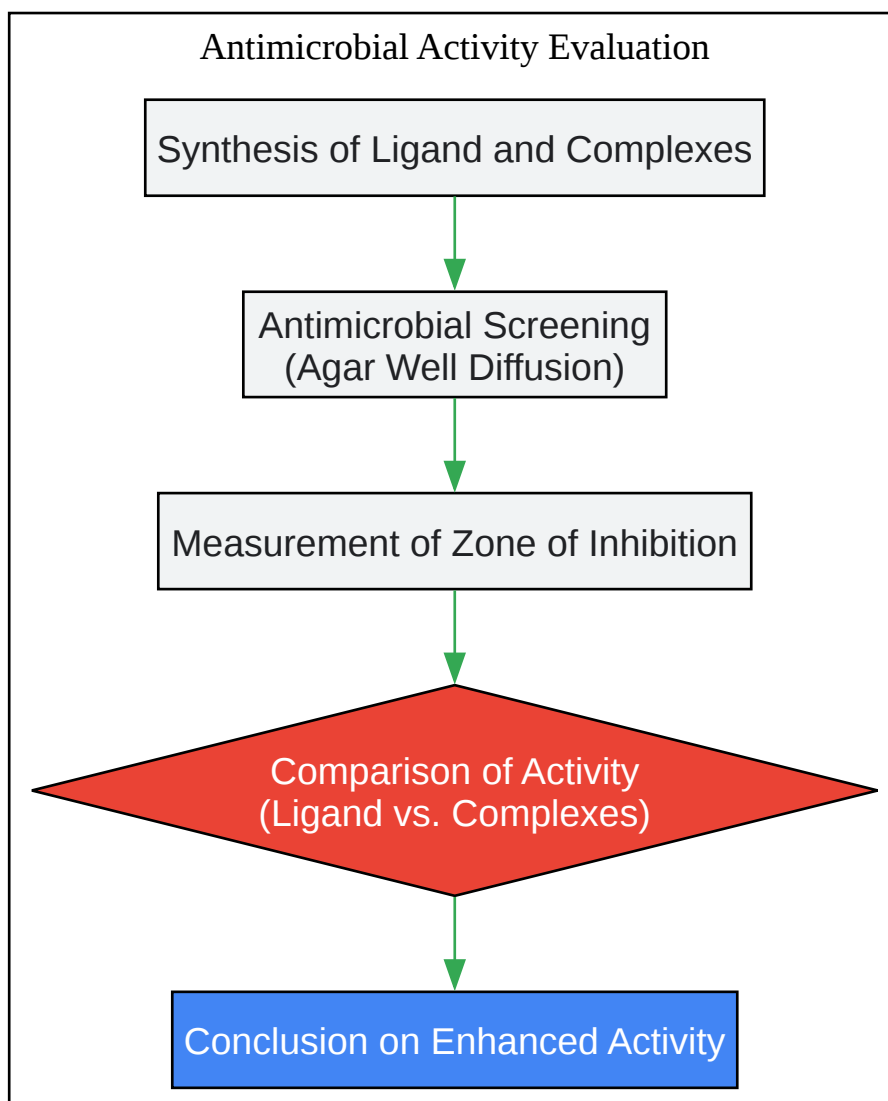 Antimicrobial Activity Evaluation
Synthesis of Ligand and Complexes
Antimicrobial Screening
(Agar Well Diffusion)
Measurement of Zone of Inhibition
Comparison of Activity
(Ligand vs. Complexes)
Conclusion on Enhanced Activity